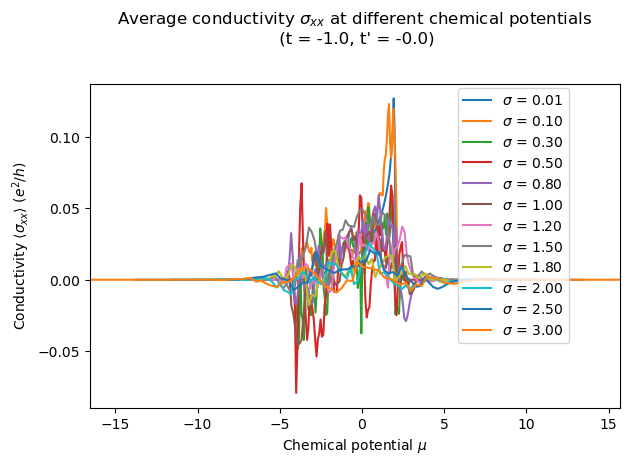 Average conductivity σxx at different chemical potentials
(t = -1.0, t' = -0.0)
Conductivity ⟨σxx⟩ (e²/h)
0.10
0.05
0.00
−0.05
−15
−10
−5
0
5
10
15
Chemical potential μ
σ = 0.01
σ = 0.10
σ = 0.30
σ = 0.50
σ = 0.80
σ = 1.00
σ = 1.20
σ = 1.50
σ = 1.80
σ = 2.00
σ = 2.50
σ = 3.00